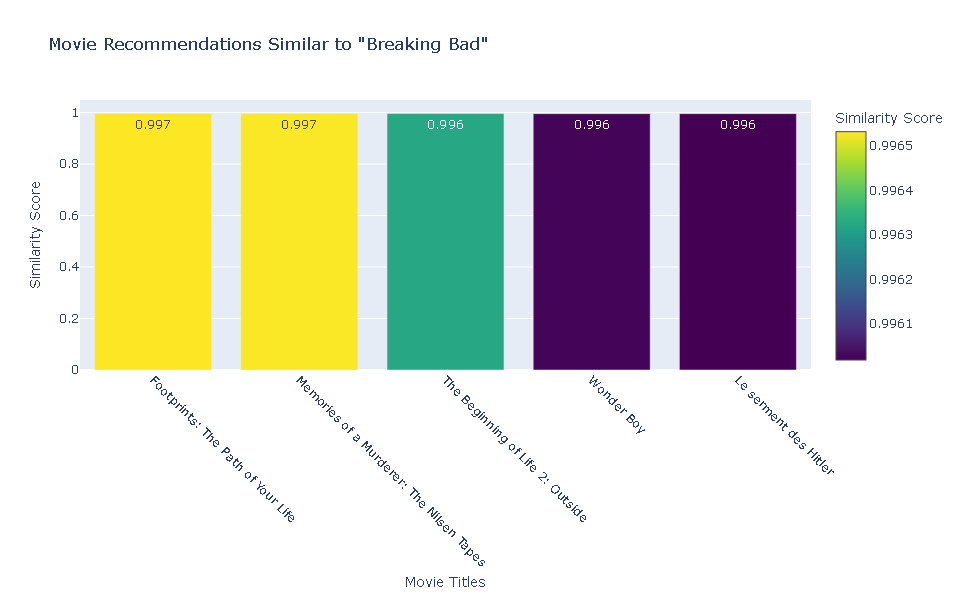 Movie Recommendations Similar to "Breaking Bad"
Similarity Score
1
0.8
0.6
0.4
0.2
0
0.997
0.997
0.996
0.996
0.996
Footprints: The Path of Your Life
Memories of a Murderer: The Nilsen Tapes
The Beginning of Life 2: Outside
Wonder Boy
Le serment des Hitler
Movie Titles
Similarity Score
0.9965
0.9964
0.9963
0.9962
0.9961